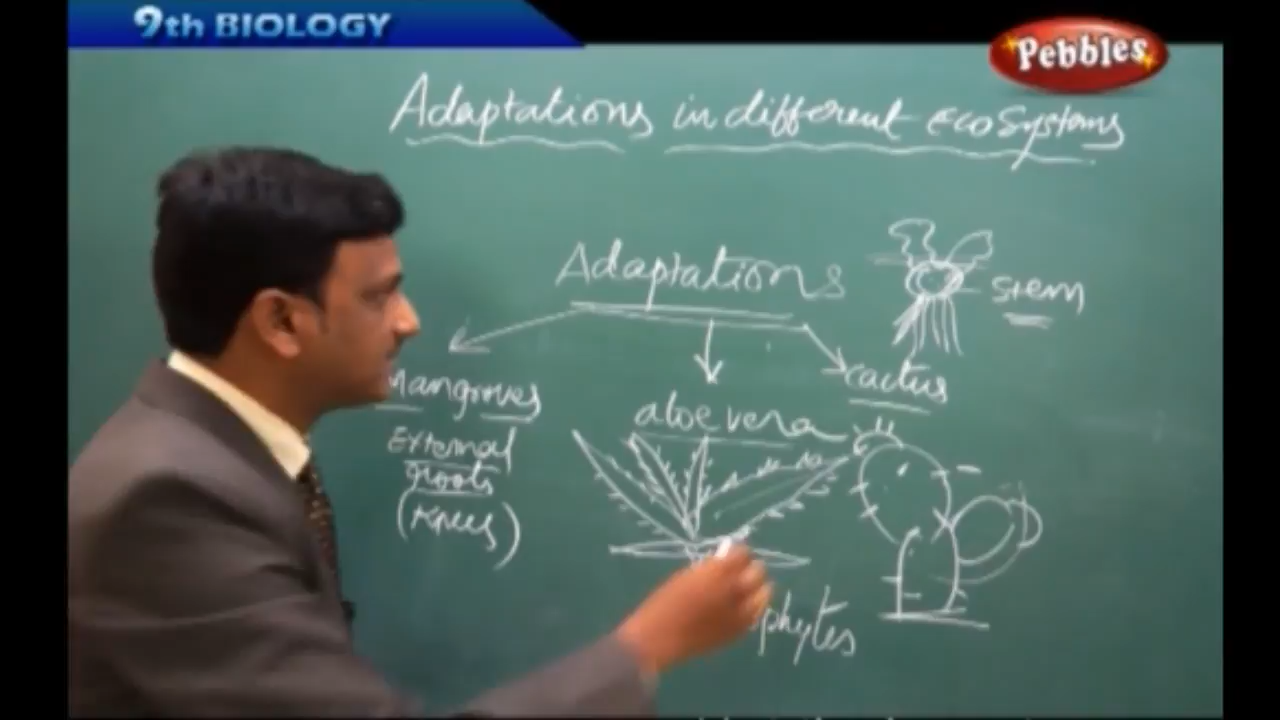 9th BIOLOGY
Pebbles
Adaptations in different ecosystems
Adaptations
stem
Mangroves
External
roots
(knees)
aloevera
cactus
phytes